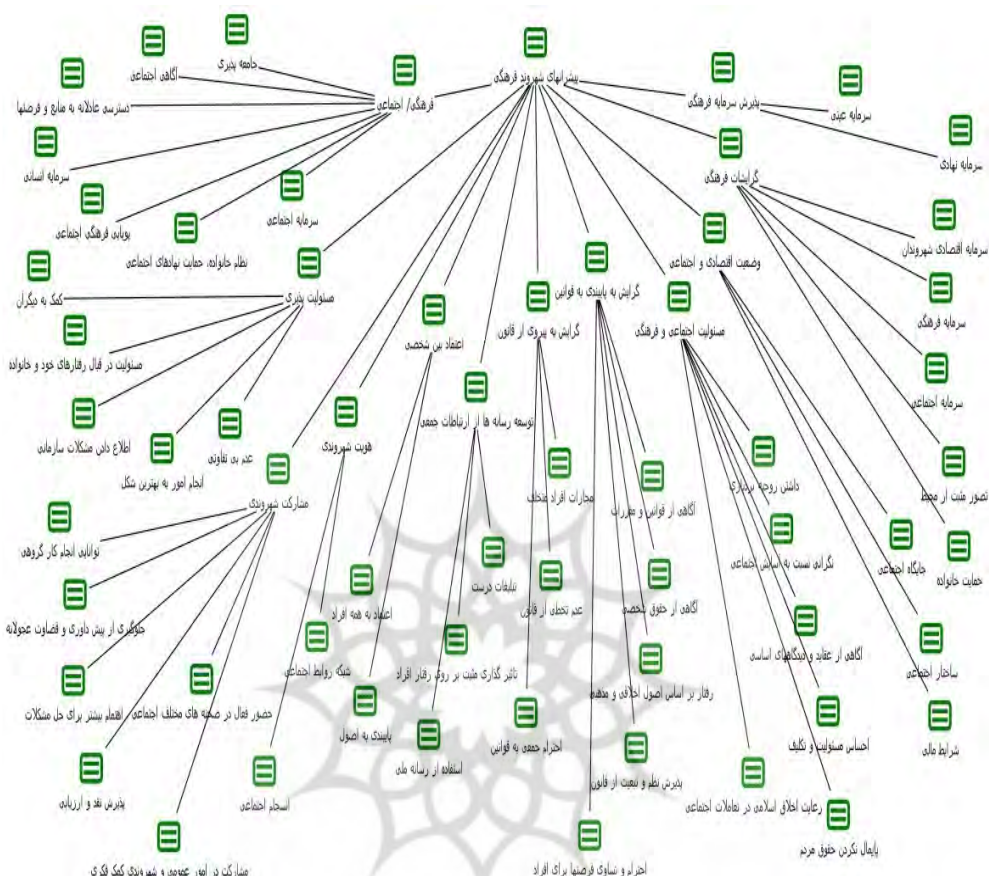 جامعه پذیری
آگاهی اجتماعی
دسترسی عادلانه به منابع و فرصتها
فرهنگی/ اجتماعی
پیشرانهای شهروند فرهنگی
پذیرش سرمایه فرهنگی
سرمایه عینی
سرمایه نهادی
سرمایه انسانی
سرمایه اجتماعی
پویایی فرهنگی اجتماعی
نظام خانواده، حمایت نهادهای اجتماعی
گرایشات فرهنگی
سرمایه اقتصادی شهروندان
وضعیت اقتصادی و اجتماعی
گرایش به پایبندی به قوانین
مسئولیت پذیری
کمک به دیگران
سرمایه فرهنگی
مسئولیت اجتماعی و فرهنگی
گرایش به پیروی از قانون
اعتماد بین شخصی
مسئولیت در قبال رفتارهای خود و خانواده
سرمایه اجتماعی
توسعه رسانه ها از ارتباطات جمعی
هویت شهروندی
عدم بی تفاوتی
اطلاع دادن مشکلات سازمانی
انجام امور به بهترین شکل
مشارکت شهروندی
مجازات افراد متخلف
آگاهی از قوانین و مقررات
داشتن روحیه
تصور مثبت از محیط
توانایی انجام کار گروهی
نگرانی نسبت به اجتماعی
جایگاه اجتماعی
حمایت خانواده
تبلیغات درست
عدم تخطی از قانون
آگاهی از حقوق شخصی
اعتماد به همه افراد
جلوگیری از پیش داوری و قضاوت عجولانه
شبکه روابط اجتماعی
تاثیر گذاری مثبت بر روی رفتار افراد
رفتار بر اساس اصول اخلاقی و مذهبی
آگاهی از عقاید و دیدگاههای اساسی
ساختار اجتماعی
اهتمام بیشتر برای حل مشکلات
حضور فعال در صحنه های مختلف اجتماعی
پایبندی به اصول
احترام جمعی به قوانین
احساس مسئولیت و تکلیف
شرایط مالی
استفاده از رسانه ملی
پذیرش نظم و تبعیت از قانون
پذیرش نقد و ارزیابی
انسجام اجتماعی
رعایت اخلاق اسلامی در تعاملات اجتماعی
پایمال نکردن حقوق مردم
مشارکت در امور عمومی و شهروندی کمک فکری
احترام و تساوی فرصتها برای افراد